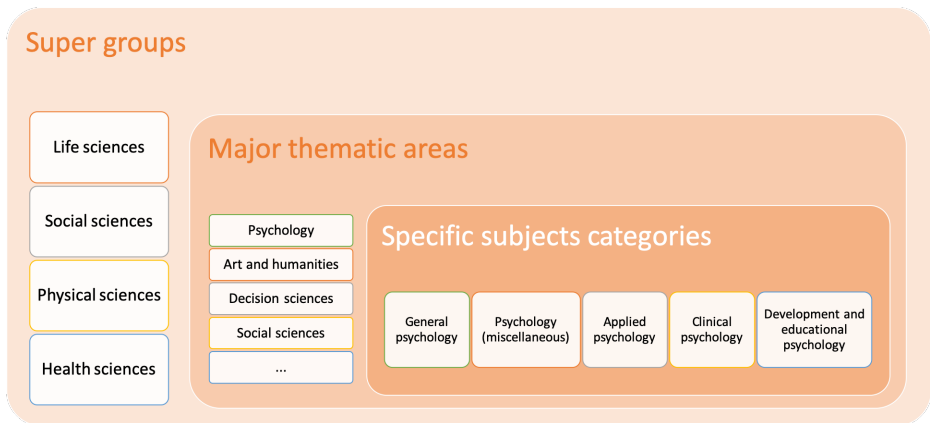 Super groups
Life sciences
Social sciences
Physical sciences
Health sciences
Major thematic areas
Psychology
Art and humanities
Decision sciences
Social sciences
...
Specific subjects categories
General
psychology
Psychology
(miscellaneous)
Applied
psychology
Clinical
psychology
Development and
educational
psychology